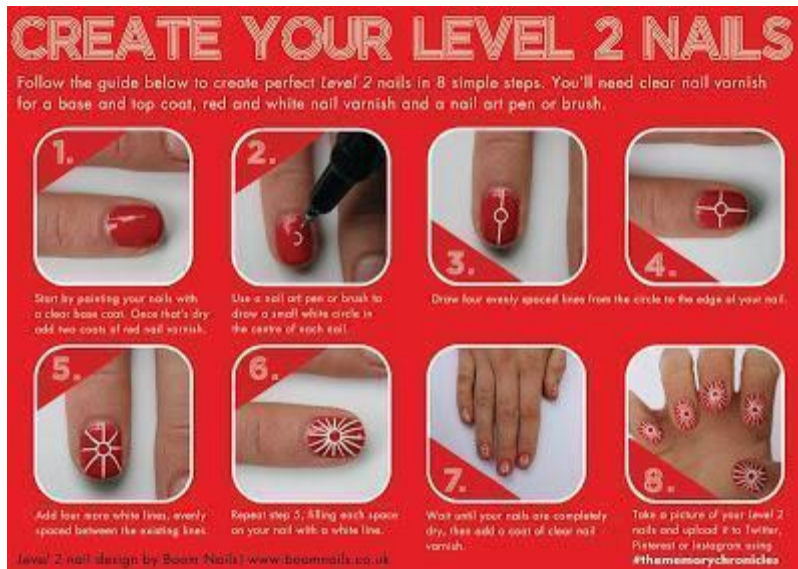 CREATE YOUR LEVEL 2 NAILS
Follow the guide below to create perfect Level 2 nails in 8 simple steps. You'll need clear nail varnish
for a base and top coat, red and white nail varnish and a nail art pen or brush.
1.
2.
3.
4.
Start by painting your nails with
a clear base coat. Once that's dry
add two coats of red nail varnish.
Use a nail art pen or brush to
draw a small white circle in
the centre of each nail.
Draw four evenly spaced lines from the circle to the edge of your nail.
5.
6.
7.
8.
Add four more white lines, evenly
spaced between the existing lines
Repeat step 5, filling each space
on your nail with a white line.
Wait until your nails are completely
dry, then add a coat of clear nail
varnish.
Take a picture of your Level 2
nails and upload it to Twitter,
Pinterest or Instagram using
#thememorychronicles
Level 2 nail design by Boom Nails| www.boomnails.co.uk